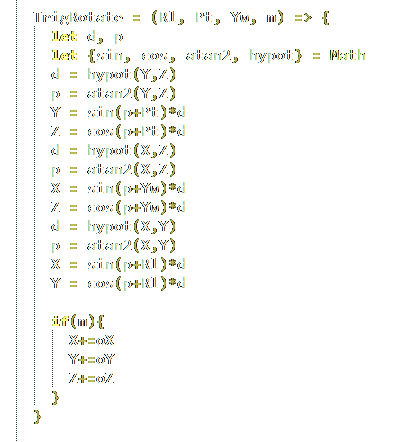 TrigRotate = (Rl, Pt, Yw, m) => {
let d, p
let {sin, cos, atan2, hypot} = Math
d = hypot(Y,Z)
p = atan2(Y,Z)
Y = sin(p+Pt)*d
Z = cos(p+Pt)*d
d = hypot(X,Z)
p = atan2(X,Z)
X = sin(p+Yw)*d
Z = cos(p+Yw)*d
d = hypot(X,Y)
p = atan2(X,Y)
X = sin(p+Rl)*d
Y = cos(p+Rl)*d
if(m){
X+=oX
Y+=oY
Z+=oZ
}
}